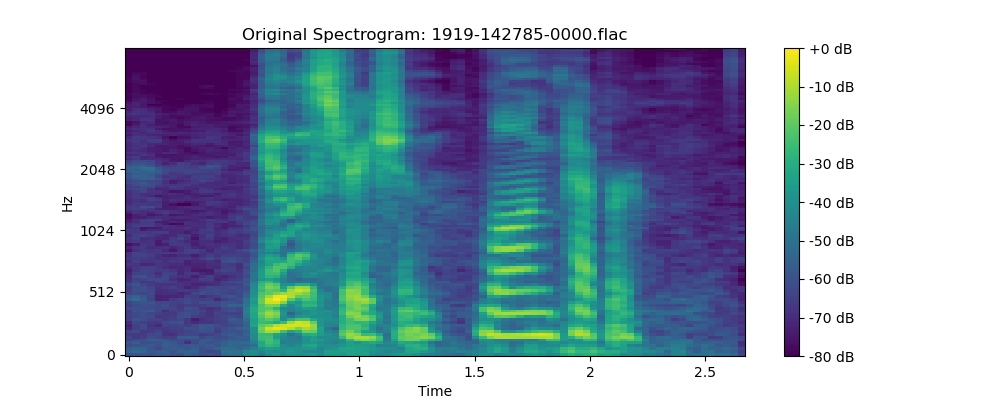 Original Spectrogram: 1919-142785-0000.flac
Hz
4096
2048
1024
512
0
0 0.5 1 1.5 2 2.5
Time
+0 dB
-10 dB
-20 dB
-30 dB
-40 dB
-50 dB
-60 dB
-70 dB
-80 dB